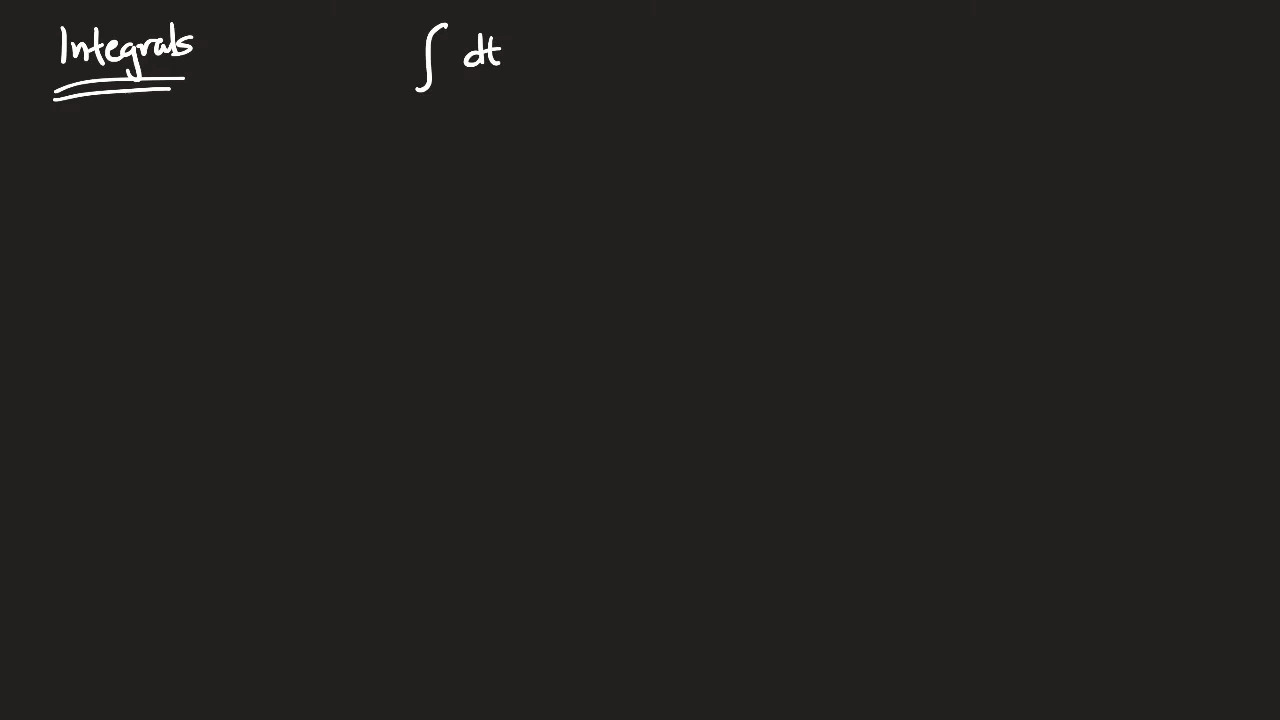 Integrals
∫ dt